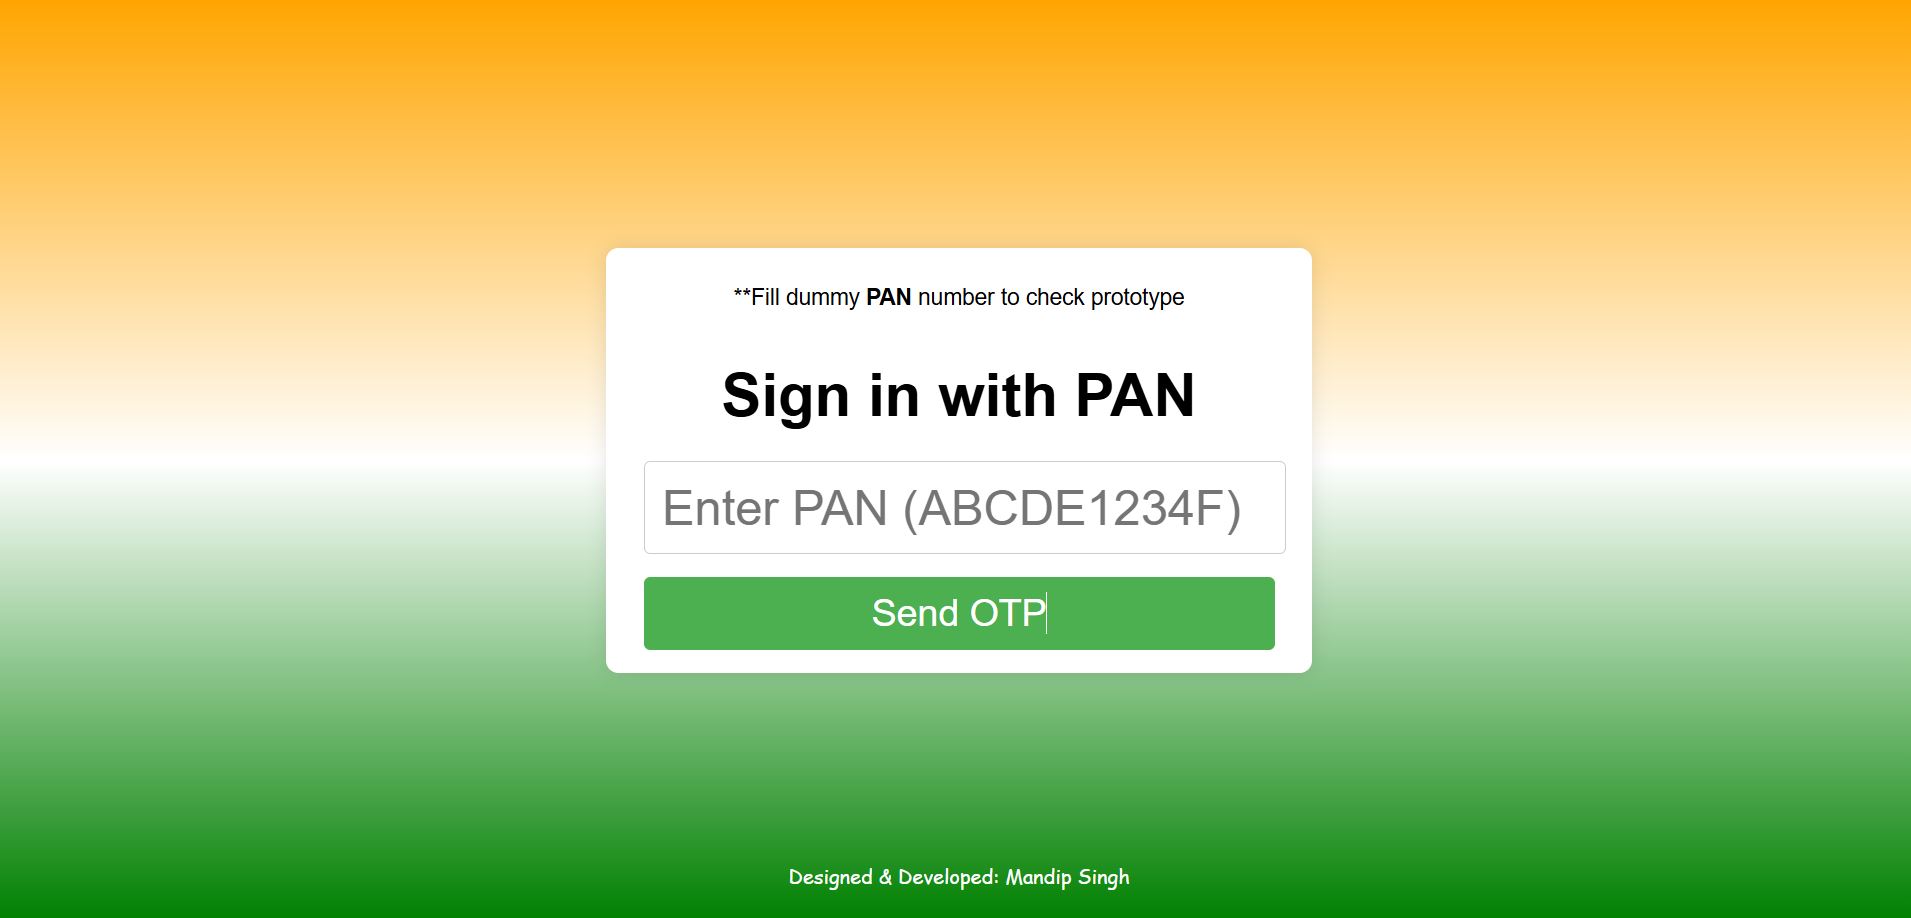 **Fill dummy PAN number to check prototype
Sign in with PAN
Enter PAN (ABCDE1234F)
Send OTP
Designed & Developed: Mandip Singh